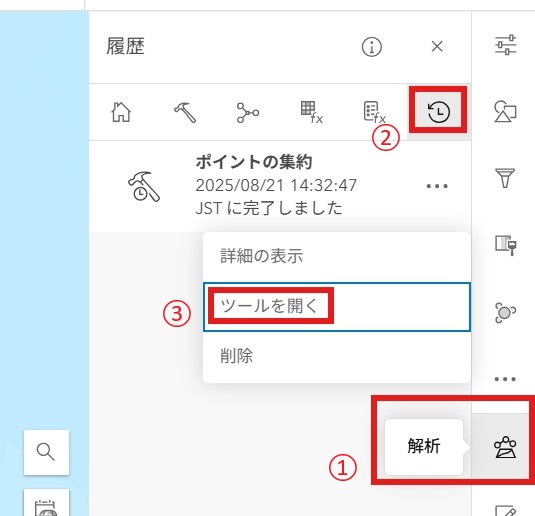 履歴
fx
fx
②
ポイントの集約
2025/08/21 14:32:47
JST に完了しました
詳細の表示
③
ツールを開く
削除
解析
①